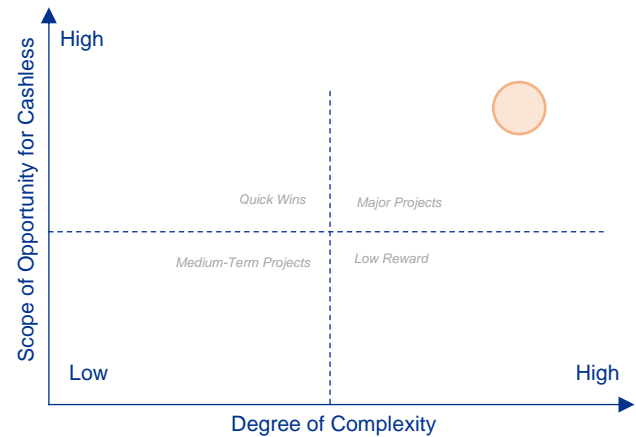 Scope of Opportunity for Cashless
High
Quick Wins
Major Projects
Medium-Term Projects
Low Reward
Low
High
Degree of Complexity